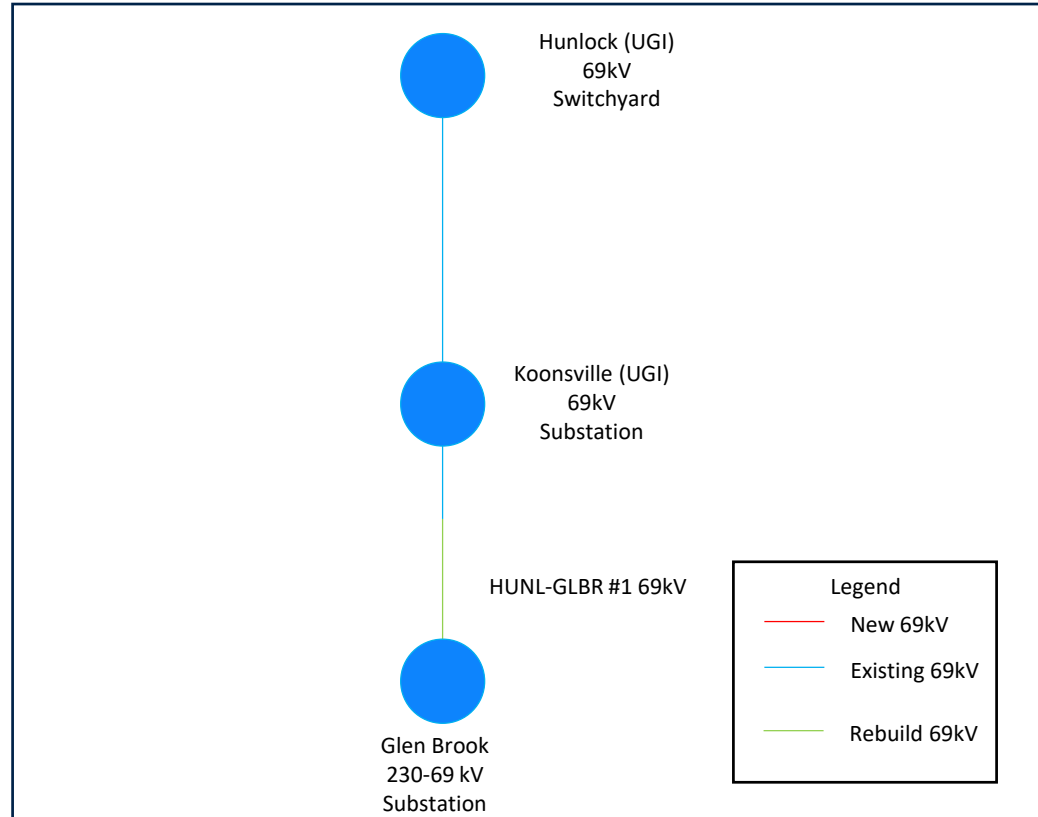 Hunlock (UGI)
69kV
Switchyard
Koonsville (UGI)
69kV
Substation
HUNL-GLBR #1 69kV
Glen Brook
230-69 kV
Substation
Legend
New 69kV
Existing 69kV
Rebuild 69kV